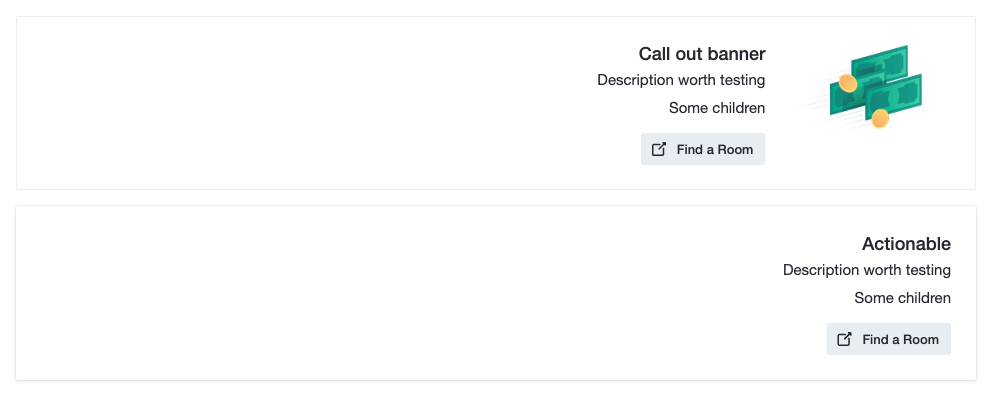 Call out banner
Description worth testing
Some children
Find a Room
Actionable
Description worth testing
Some children
Find a Room